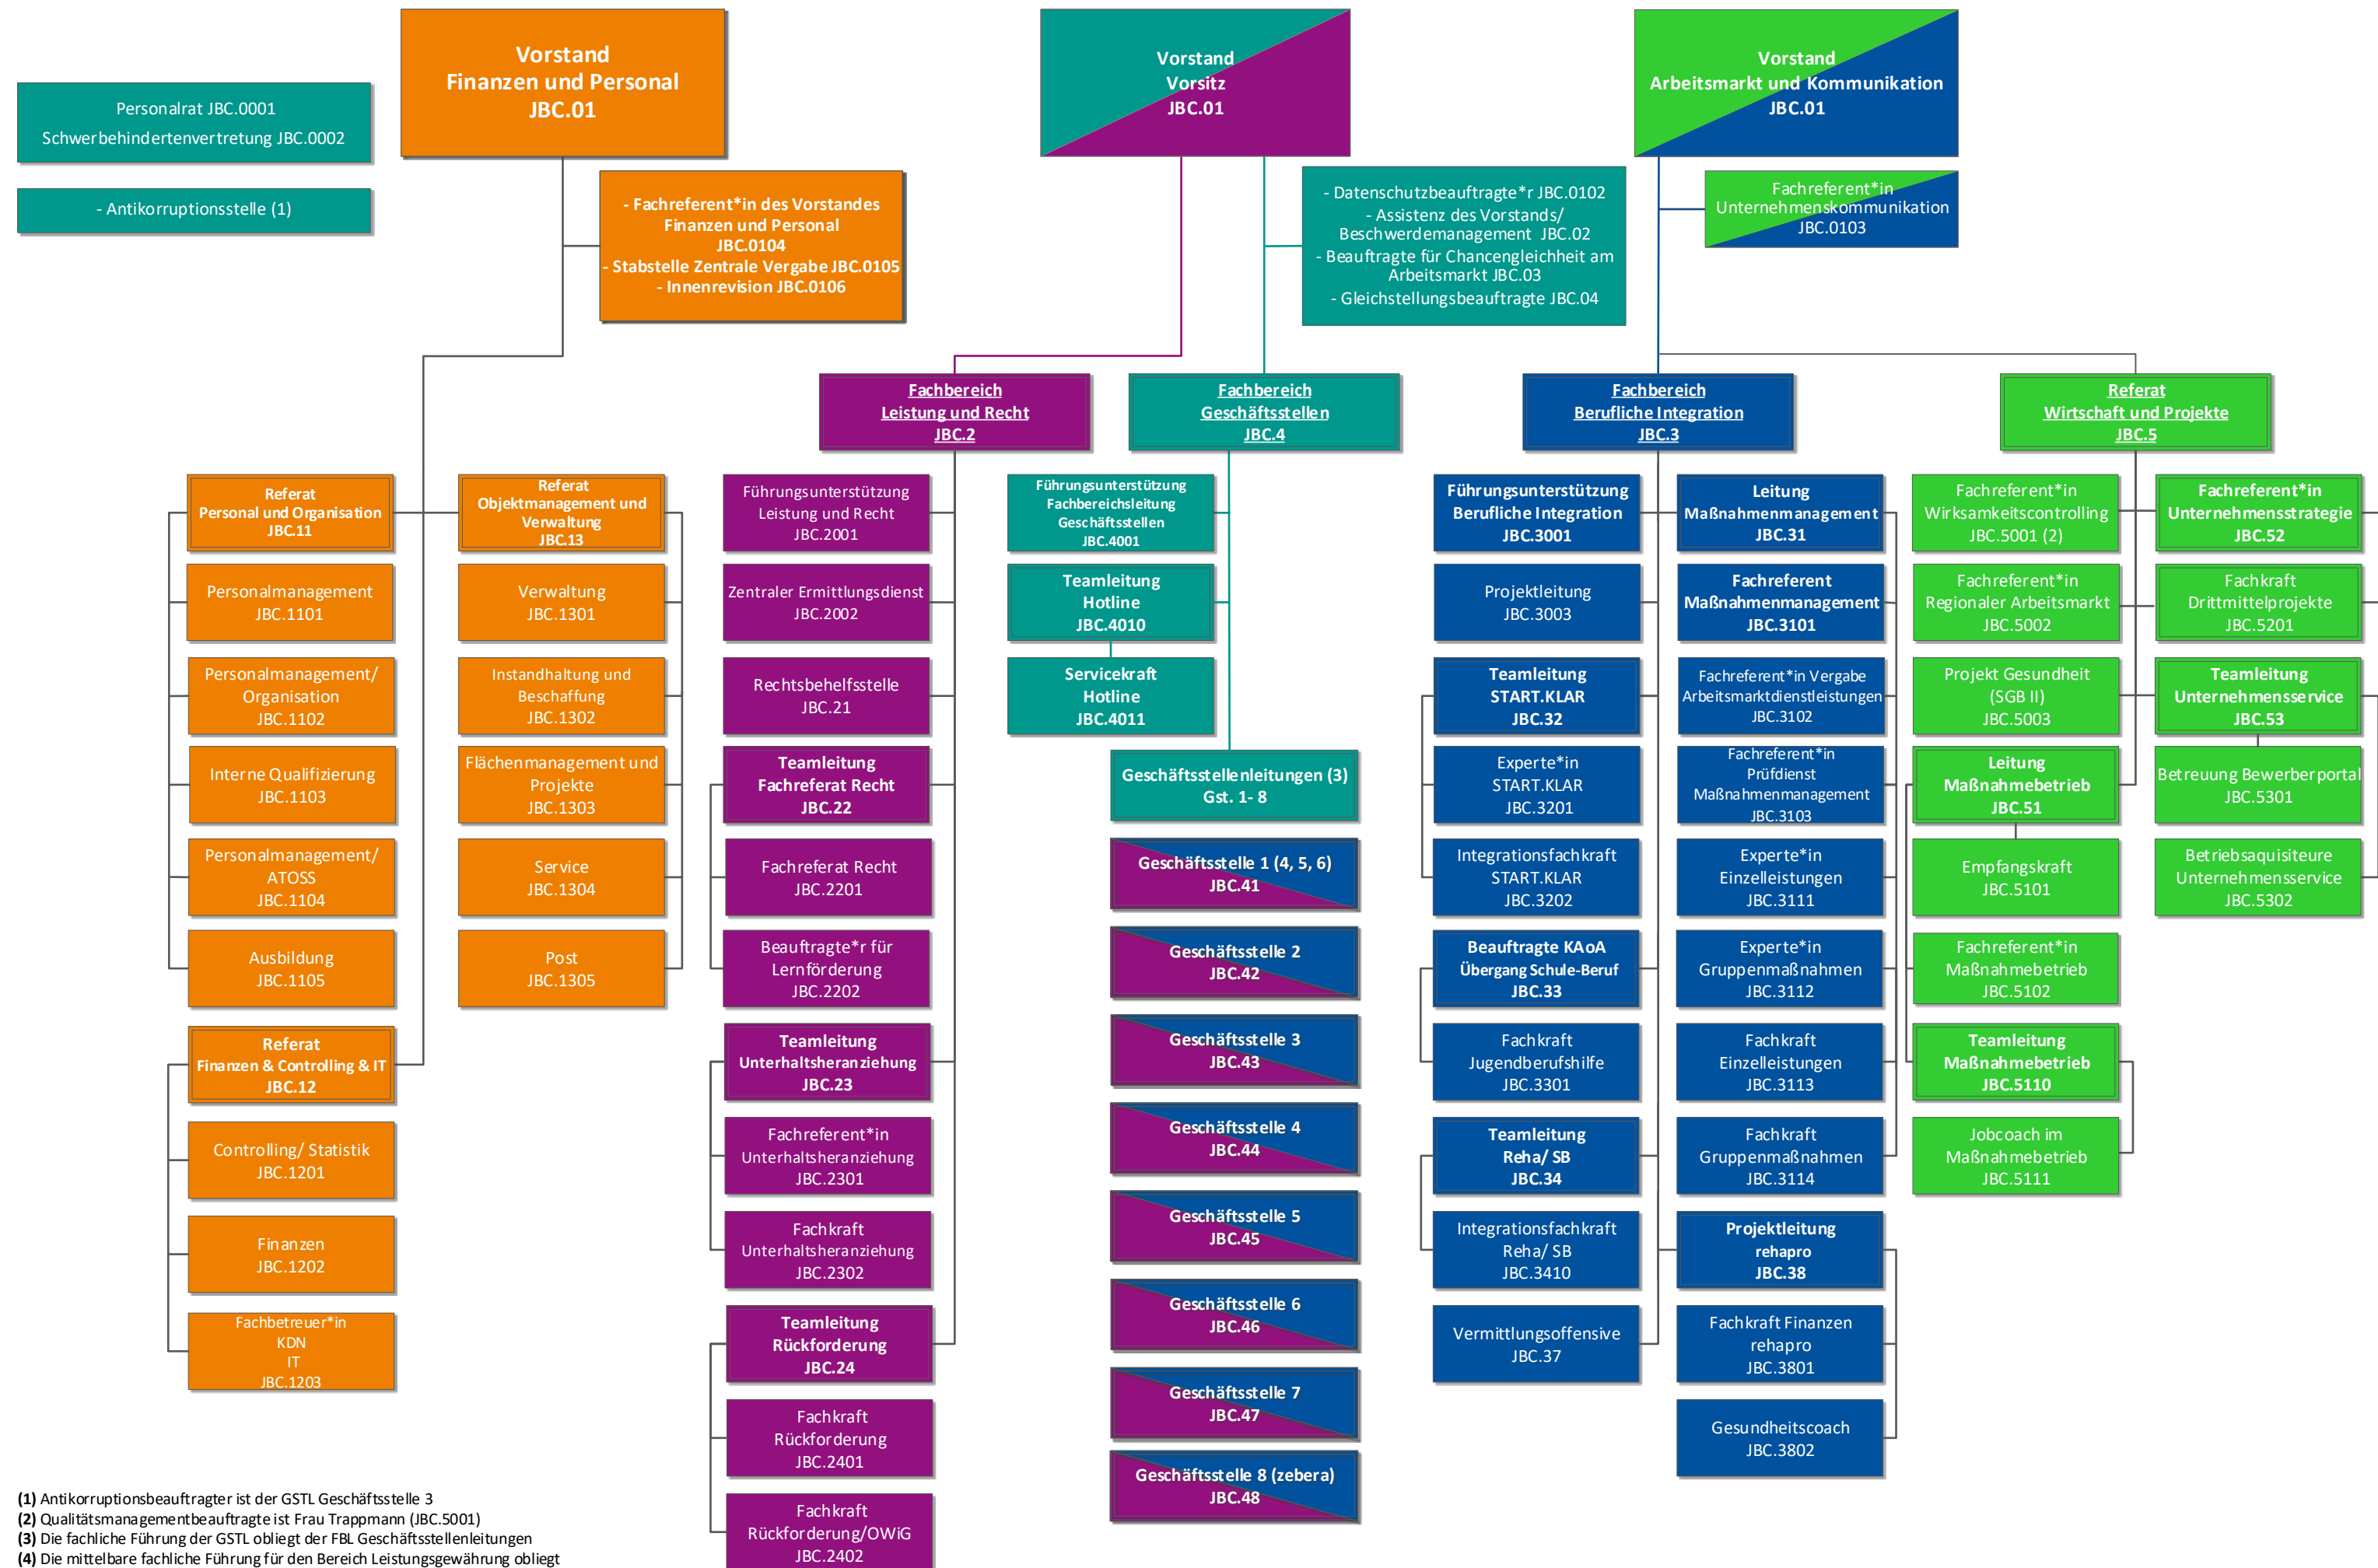 Vorstand
Finanzen und Personal
JBC.01
Vorstand
Vorsitz
JBC.01
Vorstand
Arbeitsmarkt und Kommunikation
JBC.01
Personalrat JBC.0001
Schwerbehindertenvertretung JBC.0002
- Antikorruptionsstelle (1)
- Fachreferent*in des Vorstandes
Finanzen und Personal
JBC.0104
- Stabstelle Zentrale Vergabe JBC.0105
- Innenrevision JBC.0106
- Datenschutzbeauftragte*r JBC.0102
- Assistenz des Vorstands/
Beschwerdemanagement JBC.02
- Beauftragte für Chancengleichheit am
Arbeitsmarkt JBC.03
- Gleichstellungsbeauftragte JBC.04
Fachreferent*in
Unternehmenskommunikation
JBC.0103
Fachbereich
Leistung und Recht
JBC.2
Fachbereich
Geschäftsstellen
JBC.4
Fachbereich
Berufliche Integration
JBC.3
Referat
Wirtschaft und Projekte
JBC.5
Referat
Personal und Organisation
JBC.11
Personalmanagement
JBC.1101
Personalmanagement/
Organisation
JBC.1102
Interne Qualifizierung
JBC.1103
Personalmanagement/
ATOSS
JBC.1104
Ausbildung
JBC.1105
Referat
Finanzen & Controlling & IT
JBC.12
Controlling/ Statistik
JBC.1201
Finanzen
JBC.1202
Fachbetreuer*in
KDN
IT
JBC.1203
Referat
Objektmanagement und
Verwaltung
JBC.13
Verwaltung
JBC.1301
Instandhaltung und
Beschaffung
JBC.1302
Flächenmanagement und
Projekte
JBC.1303
Service
JBC.1304
Post
JBC.1305
Führungsunterstützung
Leistung und Recht
JBC.2001
Zentraler Ermittlungsdienst
JBC.2002
Rechtsbehelfsstelle
JBC.21
Teamleitung
Fachreferat Recht
JBC.22
Fachreferat Recht
JBC.2201
Beauftragte*r für
Lernförderung
JBC.2202
Teamleitung
Unterhaltsheranziehung
JBC.23
Fachreferent*in
Unterhaltsheranziehung
JBC.2301
Fachkraft
Unterhaltsheranziehung
JBC.2302
Teamleitung
Rückforderung
JBC.24
Fachkraft
Rückforderung
JBC.2401
Fachkraft
Rückforderung/OWiG
JBC.2402
Führungsunterstützung
Fachbereichsleitung
Geschäftsstellen
JBC.4001
Teamleitung
Hotline
JBC.4010
Servicekraft
Hotline
JBC.4011
Geschäftsstellenleitungen (3)
Gst. 1- 8
Geschäftsstelle 1 (4, 5, 6)
JBC.41
Geschäftsstelle 2
JBC.42
Geschäftsstelle 3
JBC.43
Geschäftsstelle 4
JBC.44
Geschäftsstelle 5
JBC.45
Geschäftsstelle 6
JBC.46
Geschäftsstelle 7
JBC.47
Geschäftsstelle 8 (zebera)
JBC.48
Führungsunterstützung
Berufliche Integration
JBC.3001
Projektleitung
JBC.3003
Teamleitung
START.KLAR
JBC.32
Experte*in
START.KLAR
JBC.3201
Integrationsfachkraft
START.KLAR
JBC.3202
Beauftragte KAoA
Übergang Schule-Beruf
JBC.33
Fachkraft
Jugendberufshilfe
JBC.3301
Teamleitung
Reha/ SB
JBC.34
Integrationsfachkraft
Reha/ SB
JBC.3410
Vermittlungsoffensive
JBC.37
Leitung
Maßnahmenmanagement
JBC.31
Fachreferent
Maßnahmenmanagement
JBC.3101
Fachreferent*in Vergabe
Arbeitsmarktdienstleistungen
JBC.3102
Fachreferent*in
Prüfdienst
Maßnahmenmanagement
JBC.3103
Experte*in
Einzelleistungen
JBC.3111
Experte*in
Gruppenmaßnahmen
JBC.3112
Fachkraft
Einzelleistungen
JBC.3113
Fachkraft
Gruppenmaßnahmen
JBC.3114
Projektleitung
rehapro
JBC.38
Fachkraft Finanzen
rehapro
JBC.3801
Gesundheitscoach
JBC.3802
Fachreferent*in
Wirksamkeitscontrolling
JBC.5001 (2)
Fachreferent*in
Regionaler Arbeitsmarkt
JBC.5002
Projekt Gesundheit
(SGB II)
JBC.5003
Leitung
Maßnahmebetrieb
JBC.51
Empfangskraft
JBC.5101
Fachreferent*in
Maßnahmebetrieb
JBC.5102
Teamleitung
Maßnahmebetrieb
JBC.5110
Jobcoach im
Maßnahmebetrieb
JBC.5111
Fachreferent*in
Unternehmensstrategie
JBC.52
Fachkraft
Drittmittelprojekte
JBC.5201
Teamleitung
Unternehmensservice
JBC.53
Betreuung Bewerberportal
JBC.5301
Betriebsaquisiteure
Unternehmensservice
JBC.5302
(1) Antikorruptionsbeauftragter ist der GSTL Geschäftsstelle 3
(2) Qualitätsmanagementbeauftragte ist Frau Trappmann (JBC.5001)
(3) Die fachliche Führung der GSTL obliegt der FBL Geschäftsstellenleitungen
(4) Die mittelbare fachliche Führung für den Bereich Leistungsgewährung obliegt